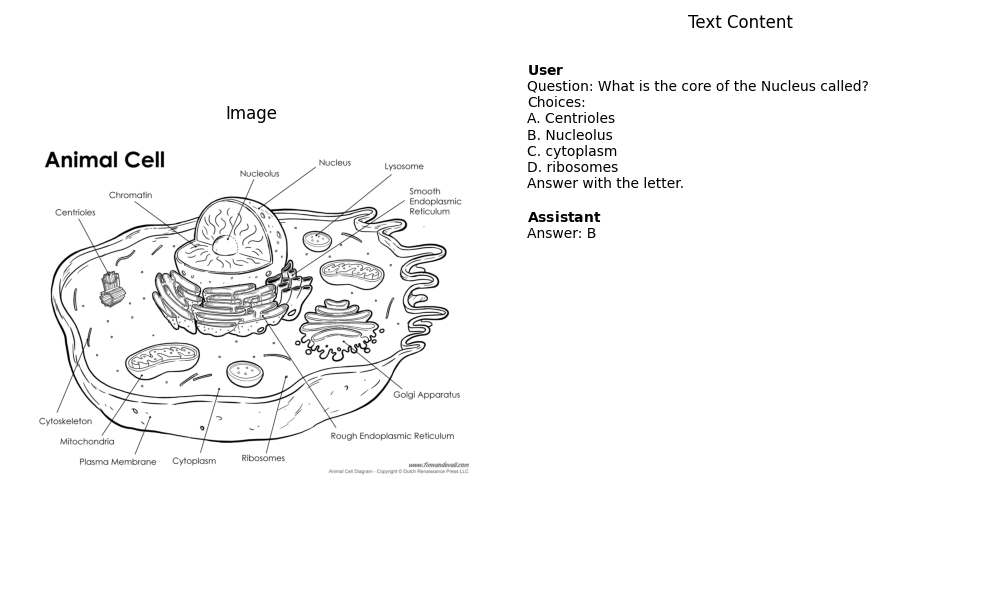 Text Content
User
Question: What is the core of the Nucleus called?
Choices:
A. Centrioles
B. Nucleolus
C. cytoplasm
D. ribosomes
Answer with the letter.
Assistant
Answer: B
Image
Animal Cell
Nucleus
Lysosome
Nucleolus
Chromatin
Smooth
Endoplasmic
Reticulum
Centrioles
Golgi Apparatus
Cytoskeleton
Mitochondria
Rough Endoplasmic Reticulum
Plasma Membrane
Cytoplasm
Ribosomes
www.timvandevall.com
Animal Cell Diagram - Copyright © Dutch Renaissance Press LLC